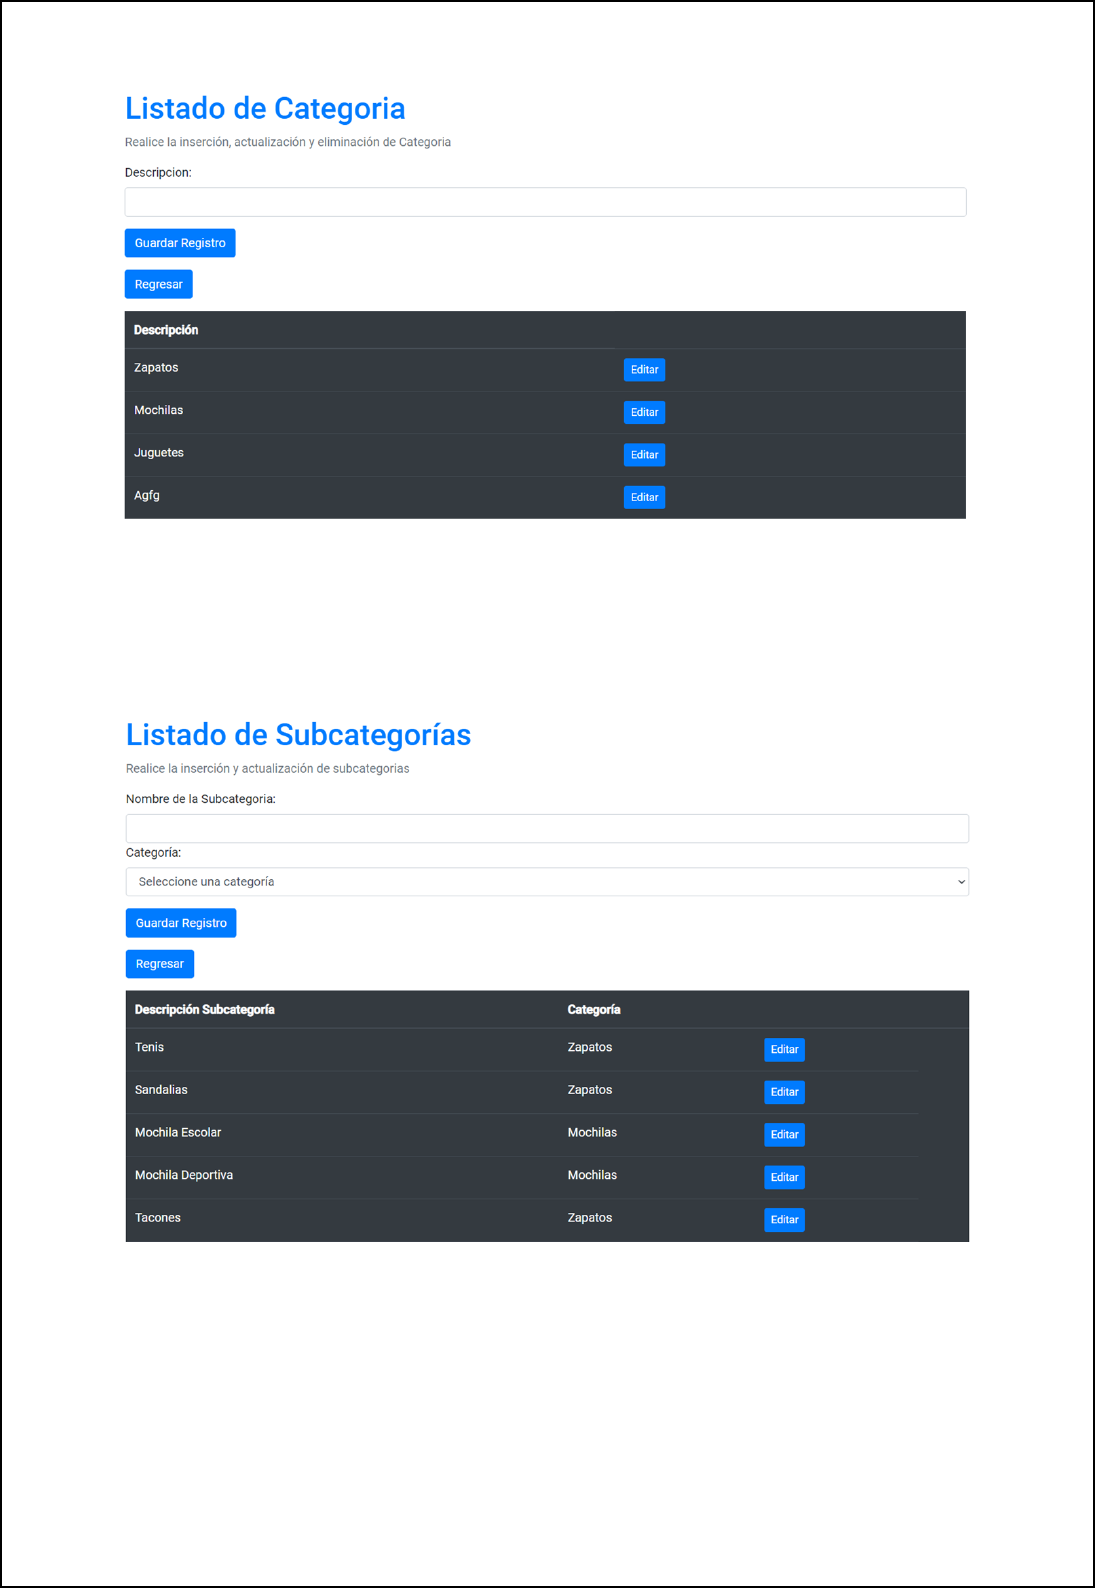 Listado de Categoria
Realice la inserción, actualización y eliminación de Categoria
Descripcion:
Guardar Registro
Regresar
Descripción
Zapatos Editar
Mochilas Editar
Juguetes Editar
Agfg Editar
Listado de Subcategorías
Realice la inserción y actualización de subcategorias
Nombre de la Subcategoria:
Categoría:
Seleccione una categoría
Guardar Registro
Regresar
Descripción Subcategoría Categoría
Tenis Zapatos Editar
Sandalias Zapatos Editar
Mochila Escolar Mochilas Editar
Mochila Deportiva Mochilas Editar
Tacones Zapatos Editar